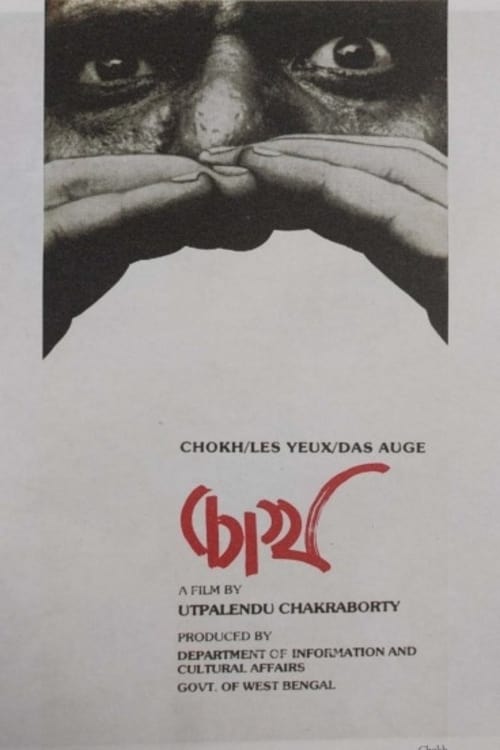 CHOKH/LES YEUX/DAS AUGE
চোখ
A FILM BY
UTPALENDU CHAKRABORTY
PRODUCED BY
DEPARTMENT OF INFORMATION AND
CULTURAL AFFAIRS
GOVT. OF WEST BENGAL